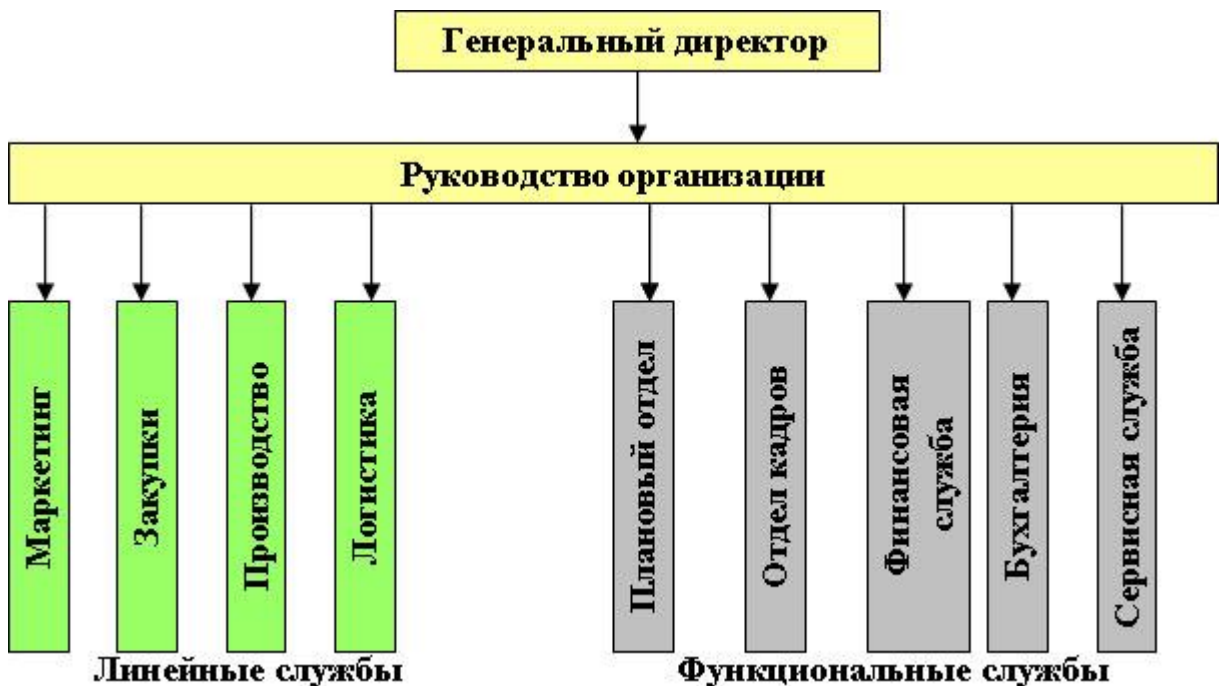 Генеральный директор
Руководство организации
Маркетинг
Закупки
Производство
Логистика
Плановый отдел
Отдел кадров
Финансовая
служба
Бухгалтерия
Сервисная служба
Линейные службы
Функциональные службы